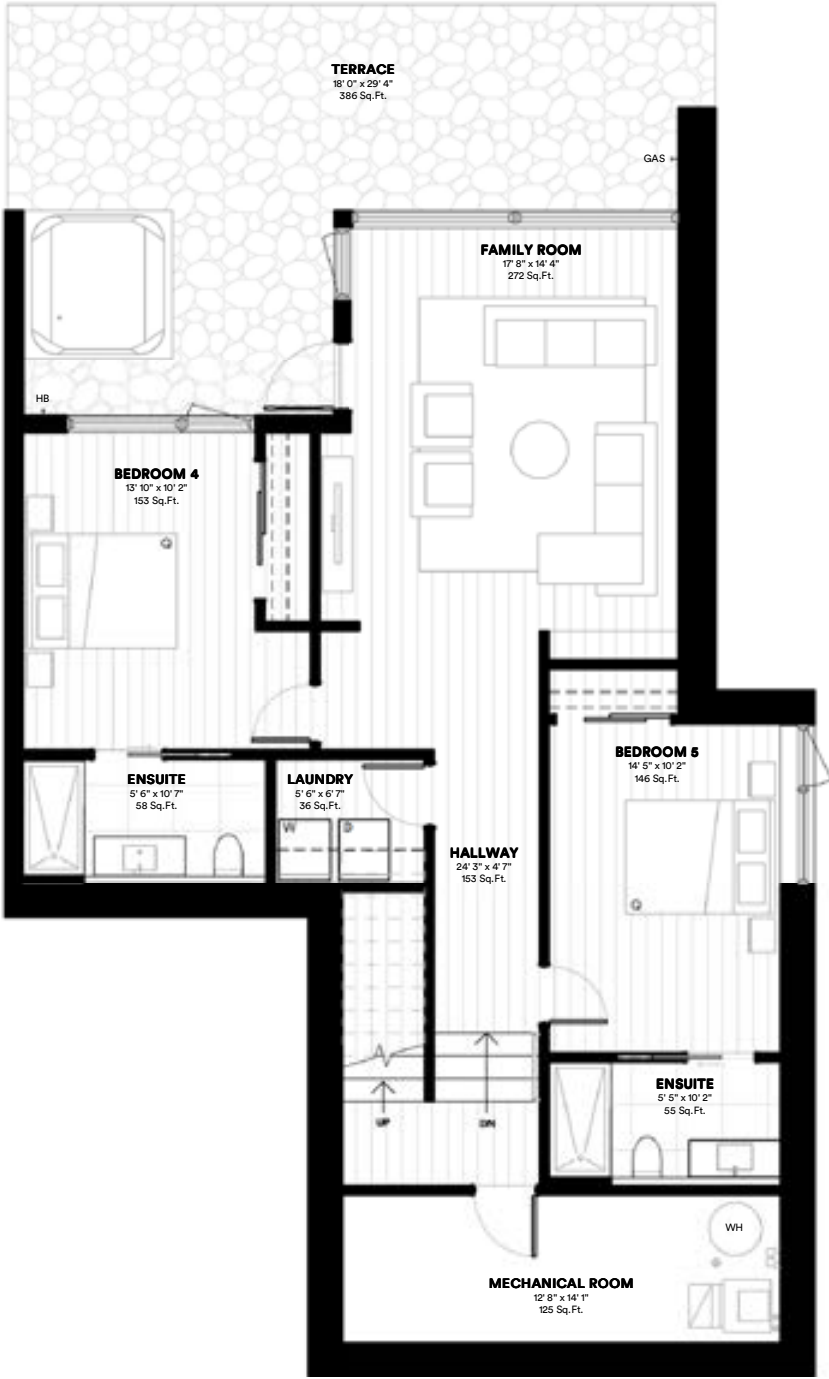 TERRACE
18' 0" x 29' 4"
386 Sq.Ft.
GAS
FAMILY ROOM
17' 8" x 14' 4"
272 Sq.Ft.
HB
BEDROOM 4
13' 10" x 10' 2"
153 Sq.Ft.
BEDROOM 5
14' 5" x 10' 2"
146 Sq.Ft.
ENSUITE
5' 6" x 10' 7"
58 Sq.Ft.
LAUNDRY
5' 6" x 6' 7"
36 Sq.Ft.
W
D
HALLWAY
24' 3" x 4' 7"
153 Sq.Ft.
ENSUITE
5' 5" x 10' 2"
55 Sq.Ft.
UP
DN
WH
MECHANICAL ROOM
12' 8" x 14' 1"
125 Sq.Ft.